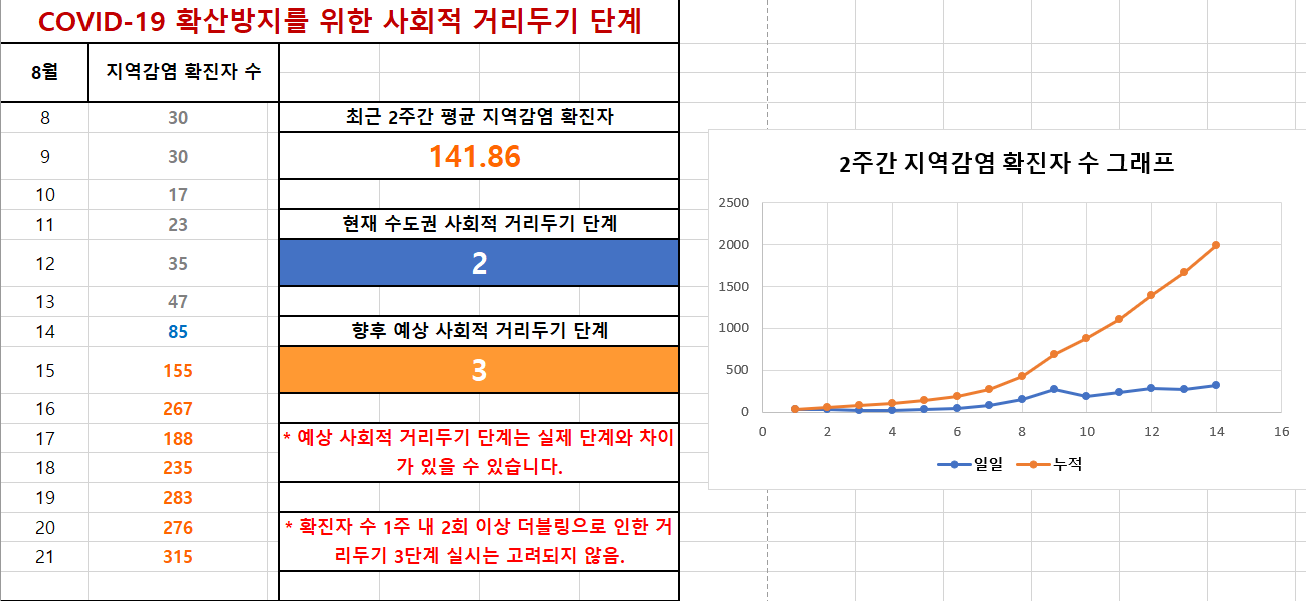 COVID-19 확산방지를 위한 사회적 거리두기 단계
8월 지역감염 확진자 수
8 30
9 30
10 17
11 23
12 35
13 47
14 85
15 155
16 267
17 188
18 235
19 283
20 276
21 315
최근 2주간 평균 지역감염 확진자
141.86
현재 수도권 사회적 거리두기 단계
2
향후 예상 사회적 거리두기 단계
3
* 예상 사회적 거리두기 단계는 실제 단계와 차이
가 있을 수 있습니다.
* 확진자 수 1주 내 2회 이상 더블링으로 인한 거
리두기 3단계 실시는 고려되지 않음.
2주간 지역감염 확진자 수 그래프
2500
2000
1500
1000
500
0
0 2 4 6 8 10 12 14 16
일일 누적